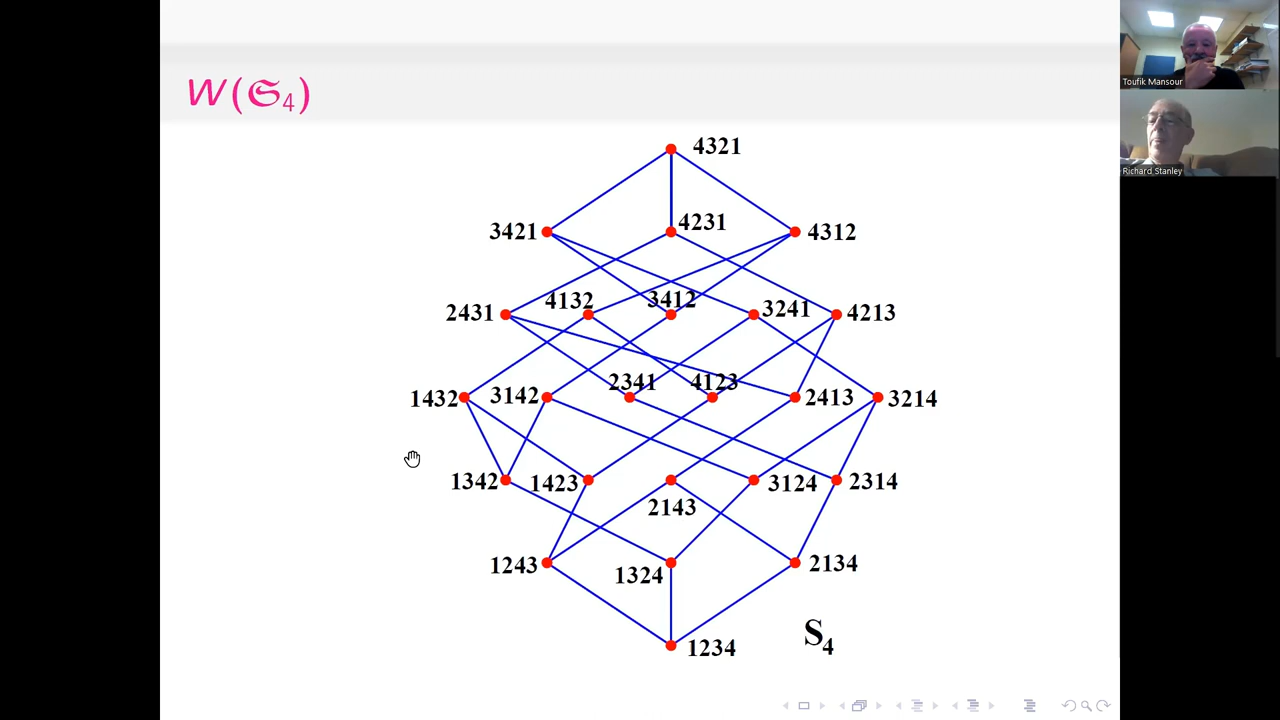 W(𝔖₄)
Toufik Mansour
Richard Stanley
4321
3421 4231 4312
2431 4132 3412 3241 4213
1432 3142 2341 4123 2413 3214
1342 1423 2143 3124 2314
1243 1324 2134
1234
S₄